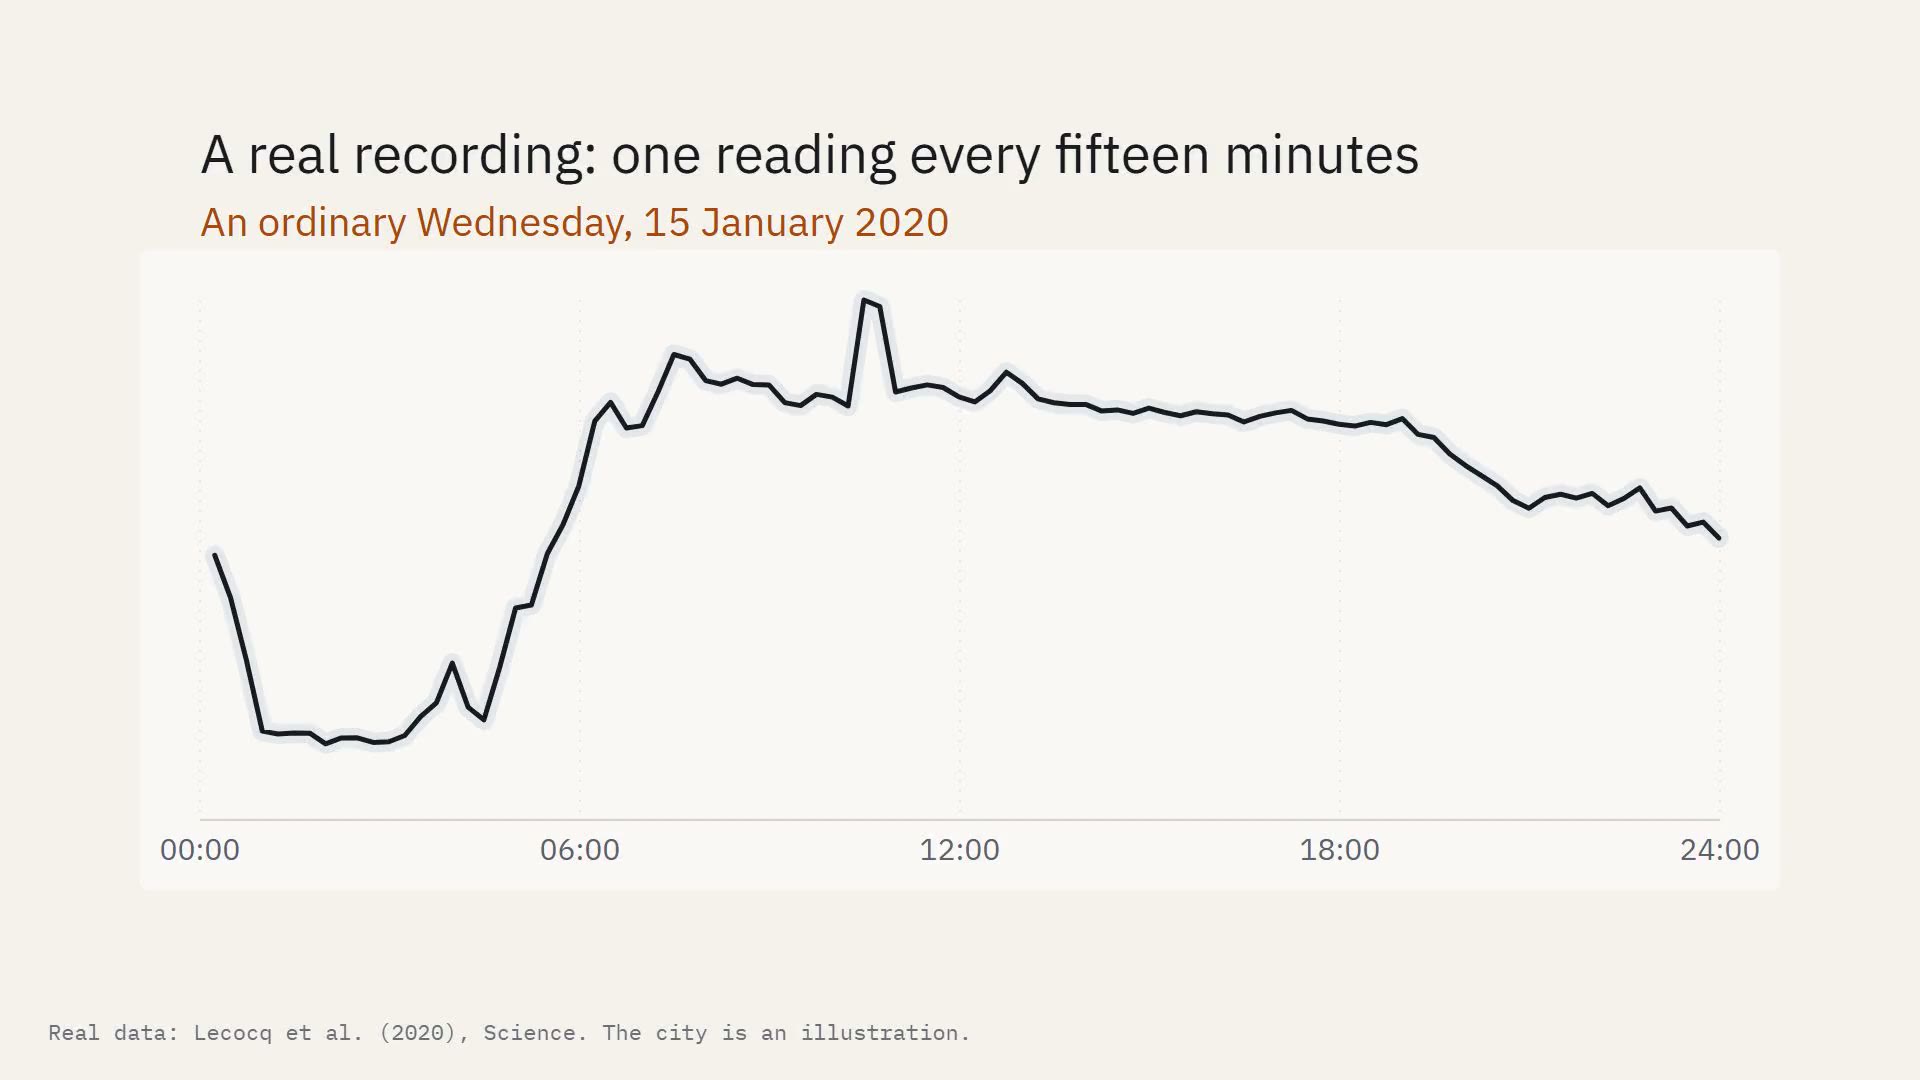 A real recording: one reading every fifteen minutes
An ordinary Wednesday, 15 January 2020
00:00 06:00 12:00 18:00 24:00
Real data: Lecocq et al. (2020), Science. The city is an illustration.